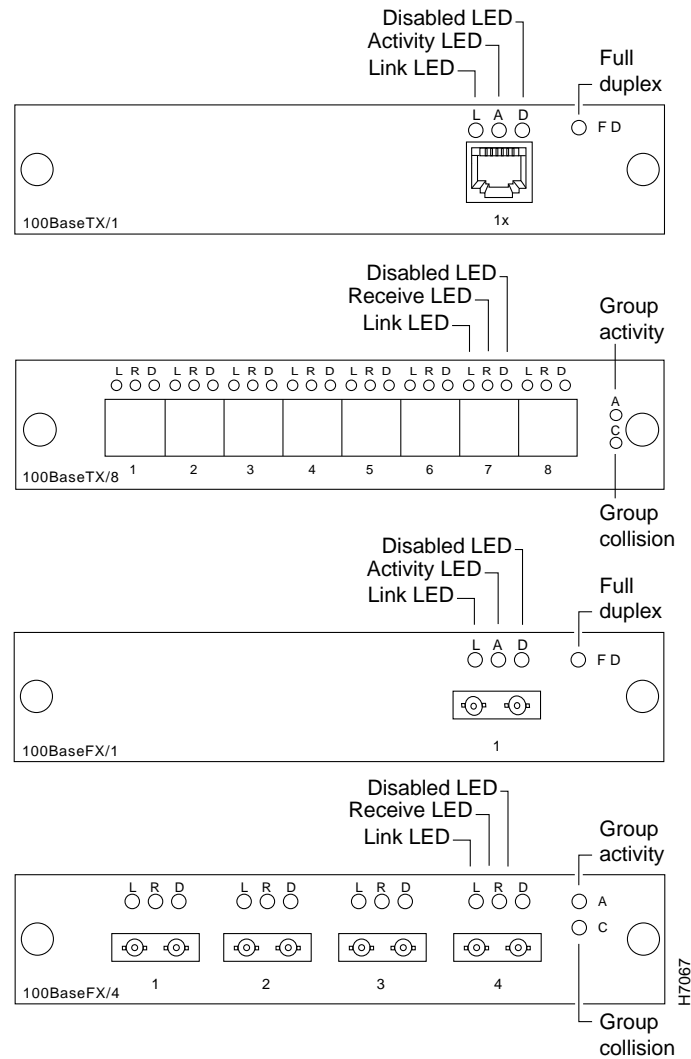 Disabled LED
Activity LED
Link LED
Full
duplex
L A D
F D
1x
100BaseTX/1
Disabled LED
Receive LED
Link LED
Group
activity
L R D L R D L R D L R D L R D L R D L R D L R D
A
C
1 2 3 4 5 6 7 8
100BaseTX/8
Group
collision
Disabled LED
Activity LED
Link LED
Full
duplex
L A D
F D
1
100BaseFX/1
Disabled LED
Receive LED
Link LED
Group
activity
L R D L R D L R D L R D
A
C
1 2 3 4
100BaseFX/4
H7067
Group
collision